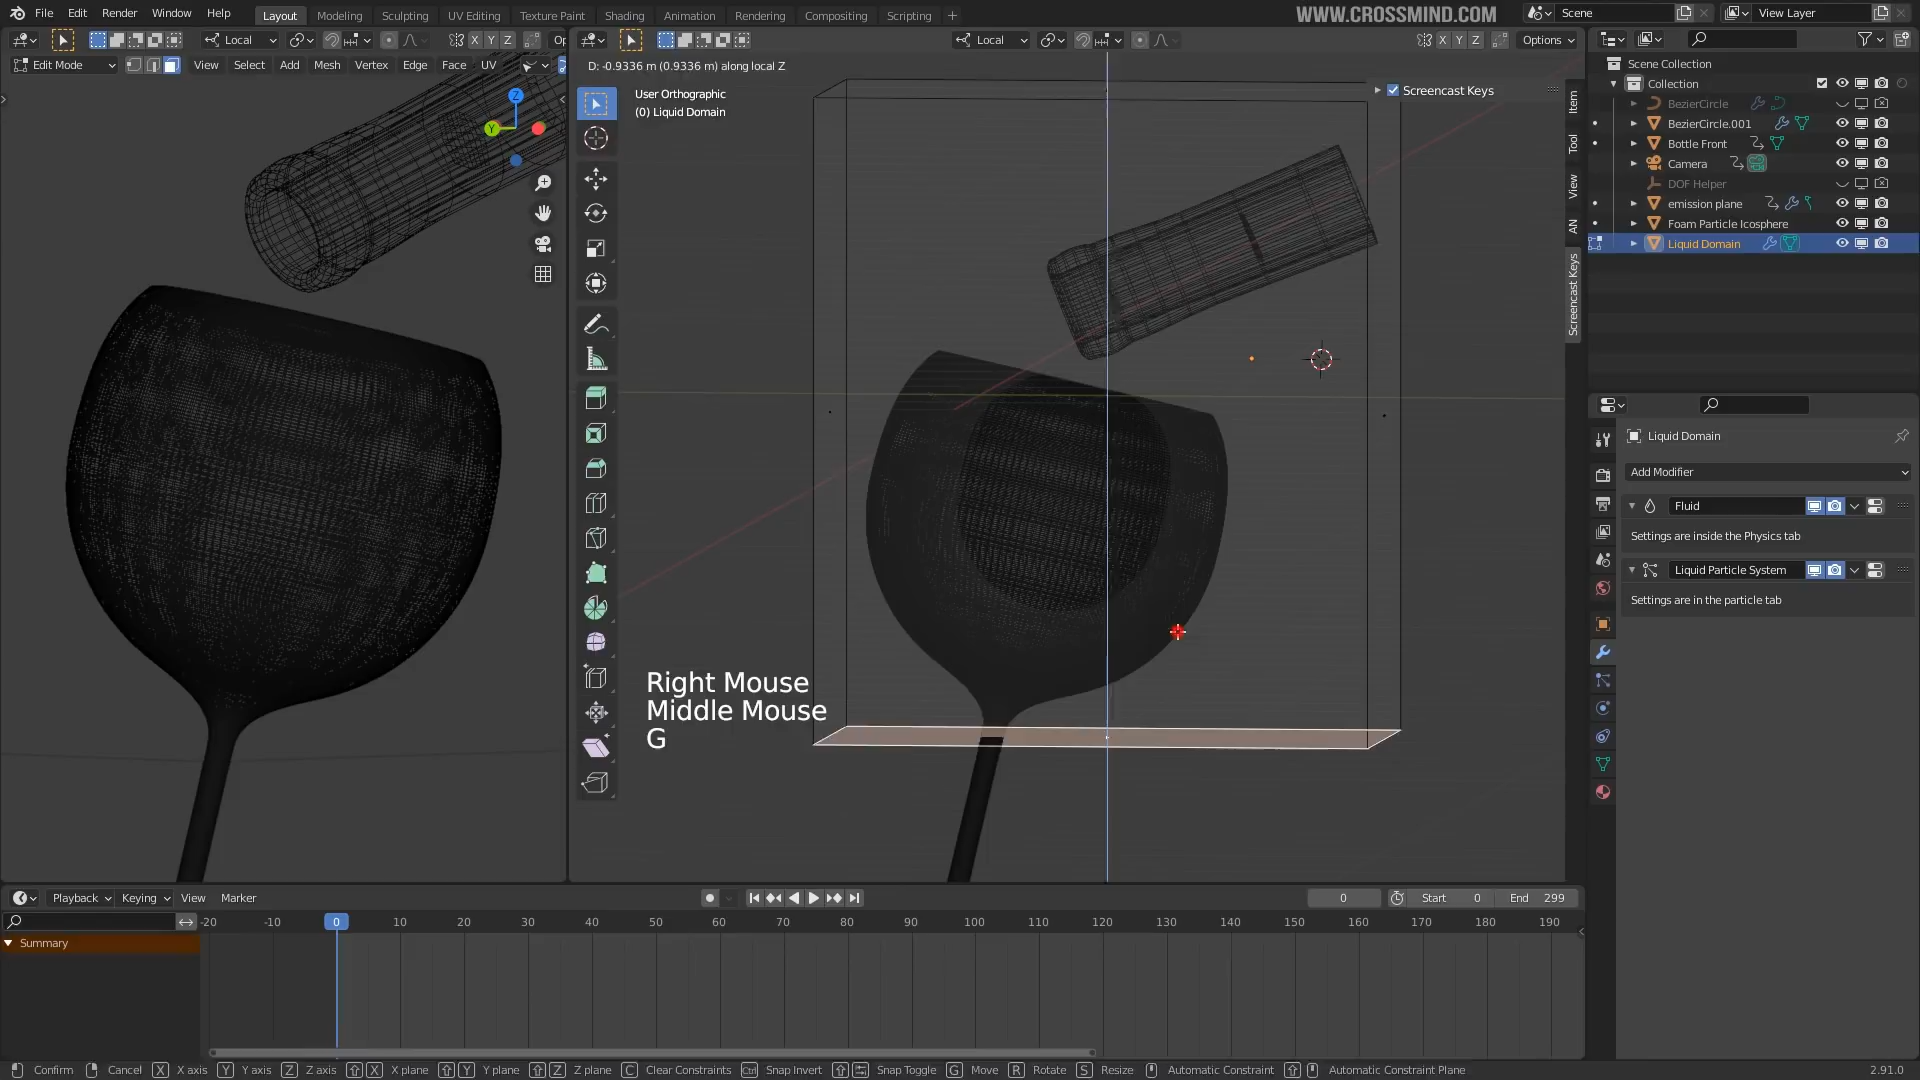 File Edit Render Window Help Layout Modeling Sculpting UV Editing Texture Paint Shading Animation Rendering Compositing Scripting + WWW.CROSSMIND.COM Scene View Layer
Local X Y Z Op Local X Y Z Options
Edit Mode View Select Add Mesh Vertex Edge Face UV D: -0.9336 m (0.9336 m) along local Z
Scene Collection
Collection
BezierCircle
BezierCircle.001
Bottle Front
Camera
DOF Helper
emission plane
Foam Particle Icosphere
Liquid Domain
User Orthographic
(0) Liquid Domain
Screencast Keys
Z
Y
Item
Tool
View
AN
Screencast Keys
Liquid Domain
Add Modifier
Fluid
Settings are inside the Physics tab
Liquid Particle System
Settings are in the particle tab
Right Mouse
Middle Mouse
G
Playback Keying View Marker 0 Start 0 End 299
-20 -10 0 10 20 30 40 50 60 70 80 90 100 110 120 130 140 150 160 170 180 190
Summary
Confirm Cancel X X axis Y Y axis Z Z axis X X plane Y Y plane Z Z plane C Clear Constraints Ctrl Snap Invert Snap Toggle G Move R Rotate S Resize Automatic Constraint Automatic Constraint Plane 2.91.0